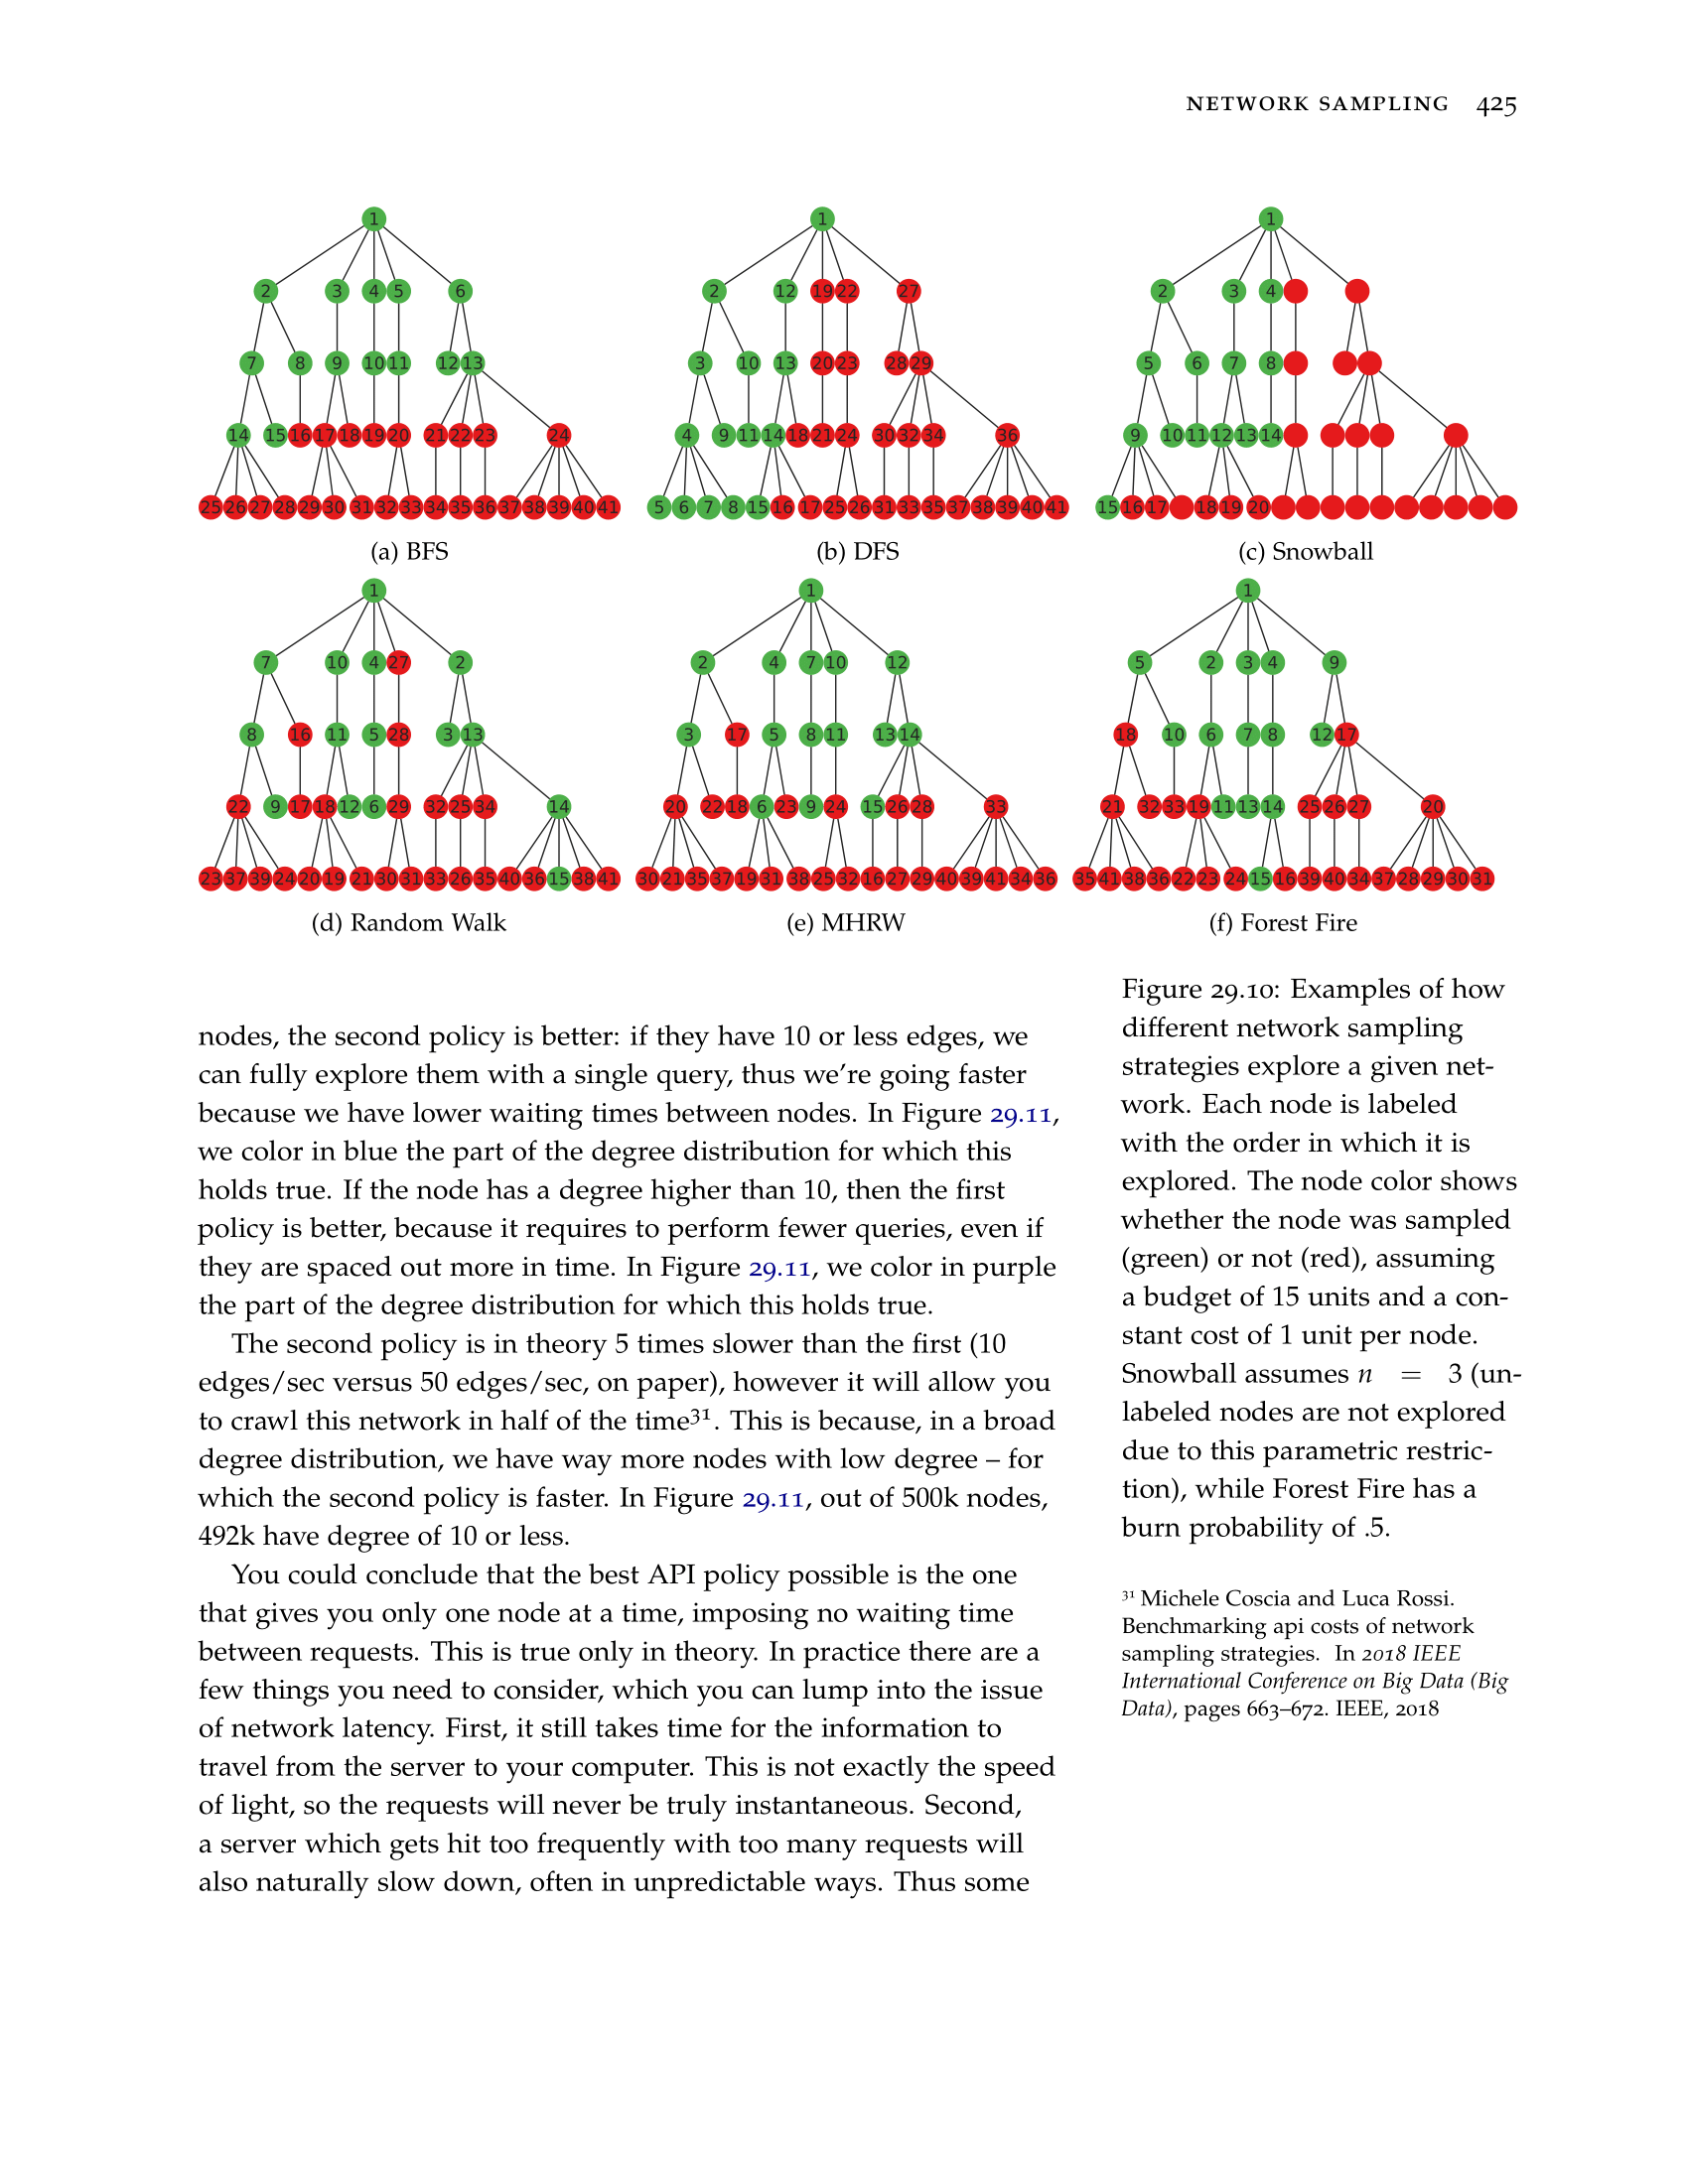 NETWORK SAMPLING 425
1
2 3 4 5 6
7 8 9 10 11 12 13
14 15 16 17 18 19 20 21 22 23 24
25 26 27 28 29 30 31 32 33 34 35 36 37 38 39 40 41
(a) BFS
1
2 12 19 22 27
3 10 13 20 23 28 29
4 9 11 14 18 21 24 30 32 34 36
5 6 7 8 15 16 17 25 26 31 33 35 37 38 39 40 41
(b) DFS
1
2 3 4
5 6 7 8
9 10 11 12 13 14
15 16 17 18 19 20
(c) Snowball
1
7 10 4 27 2
8 16 11 5 28 3 13
22 9 17 18 12 6 29 32 25 34 14
23 37 39 24 20 19 21 30 31 33 26 35 40 36 15 38 41
(d) Random Walk
1
2 4 7 10 12
3 17 5 8 11 13 14
20 22 18 6 23 9 24 15 26 28 33
30 21 35 37 19 31 38 25 32 16 27 29 40 39 41 34 36
(e) MHRW
1
5 2 3 4 9
18 10 6 7 8 12 17
21 32 33 19 11 13 14 25 26 27 20
35 41 38 36 22 23 24 15 16 39 40 34 37 28 29 30 31
(f) Forest Fire
Figure 29.10: Examples of how
different network sampling
strategies explore a given net-
work. Each node is labeled
with the order in which it is
explored. The node color shows
whether the node was sampled
(green) or not (red), assuming
a budget of 15 units and a con-
stant cost of 1 unit per node.
Snowball assumes n = 3 (un-
labeled nodes are not explored
due to this parametric restric-
tion), while Forest Fire has a
burn probability of .5.
nodes, the second policy is better: if they have 10 or less edges, we
can fully explore them with a single query, thus we're going faster
because we have lower waiting times between nodes. In Figure 29.11,
we color in blue the part of the degree distribution for which this
holds true. If the node has a degree higher than 10, then the first
policy is better, because it requires to perform fewer queries, even if
they are spaced out more in time. In Figure 29.11, we color in purple
the part of the degree distribution for which this holds true.
The second policy is in theory 5 times slower than the first (10
edges/sec versus 50 edges/sec, on paper), however it will allow you
to crawl this network in half of the time31. This is because, in a broad
degree distribution, we have way more nodes with low degree – for
which the second policy is faster. In Figure 29.11, out of 500k nodes,
492k have degree of 10 or less.
You could conclude that the best API policy possible is the one
that gives you only one node at a time, imposing no waiting time
between requests. This is true only in theory. In practice there are a
few things you need to consider, which you can lump into the issue
of network latency. First, it still takes time for the information to
travel from the server to your computer. This is not exactly the speed
of light, so the requests will never be truly instantaneous. Second,
a server which gets hit too frequently with too many requests will
also naturally slow down, often in unpredictable ways. Thus some
31 Michele Coscia and Luca Rossi.
Benchmarking api costs of network
sampling strategies. In 2018 IEEE
International Conference on Big Data (Big
Data), pages 663–672. IEEE, 2018